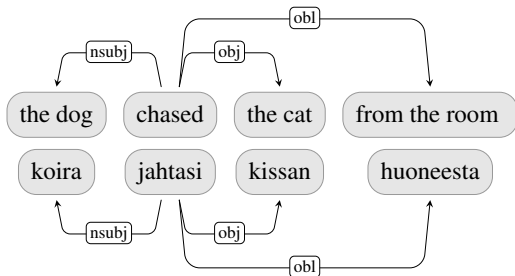 obl
nsubj obj
the dog chased the cat from the room
koira jahtasi kissan huoneesta
nsubj obj
obl